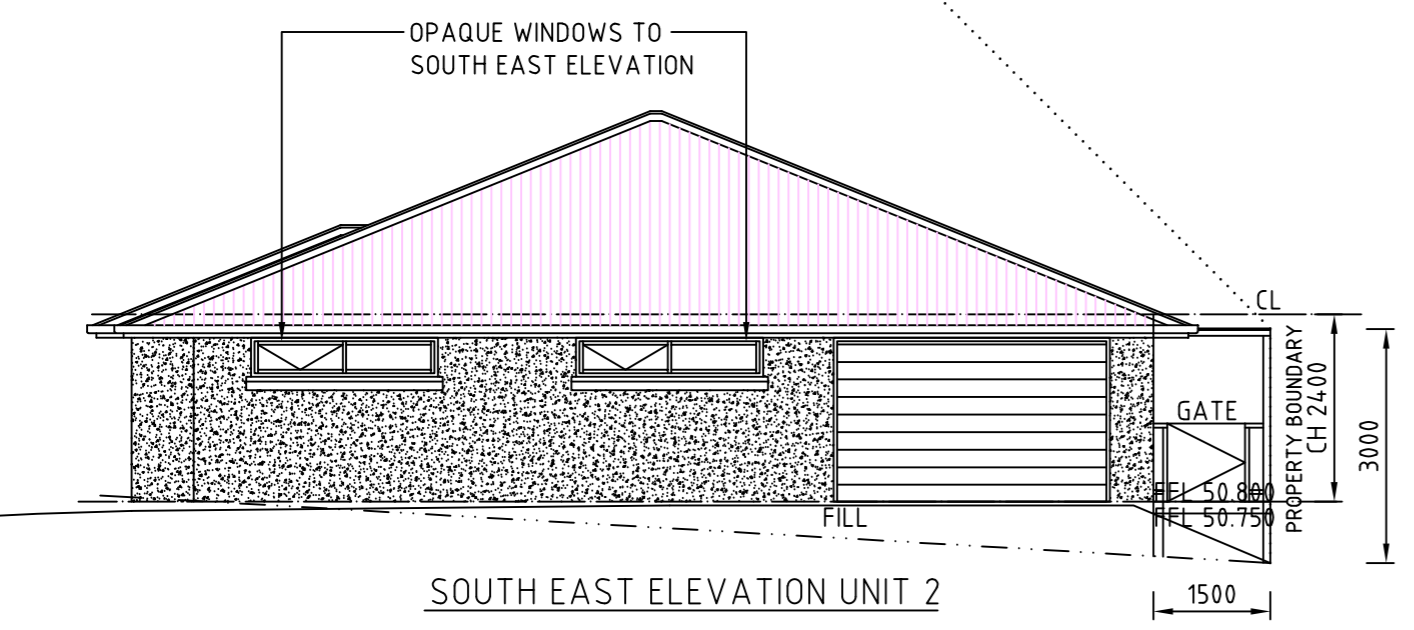 OPAQUE WINDOWS TO
SOUTH EAST ELEVATION
CL
PROPERTY BOUNDARY
CH 2400
3000
GATE
FFL 50.800
FFL 50.750
FILL
1500
SOUTH EAST ELEVATION UNIT 2